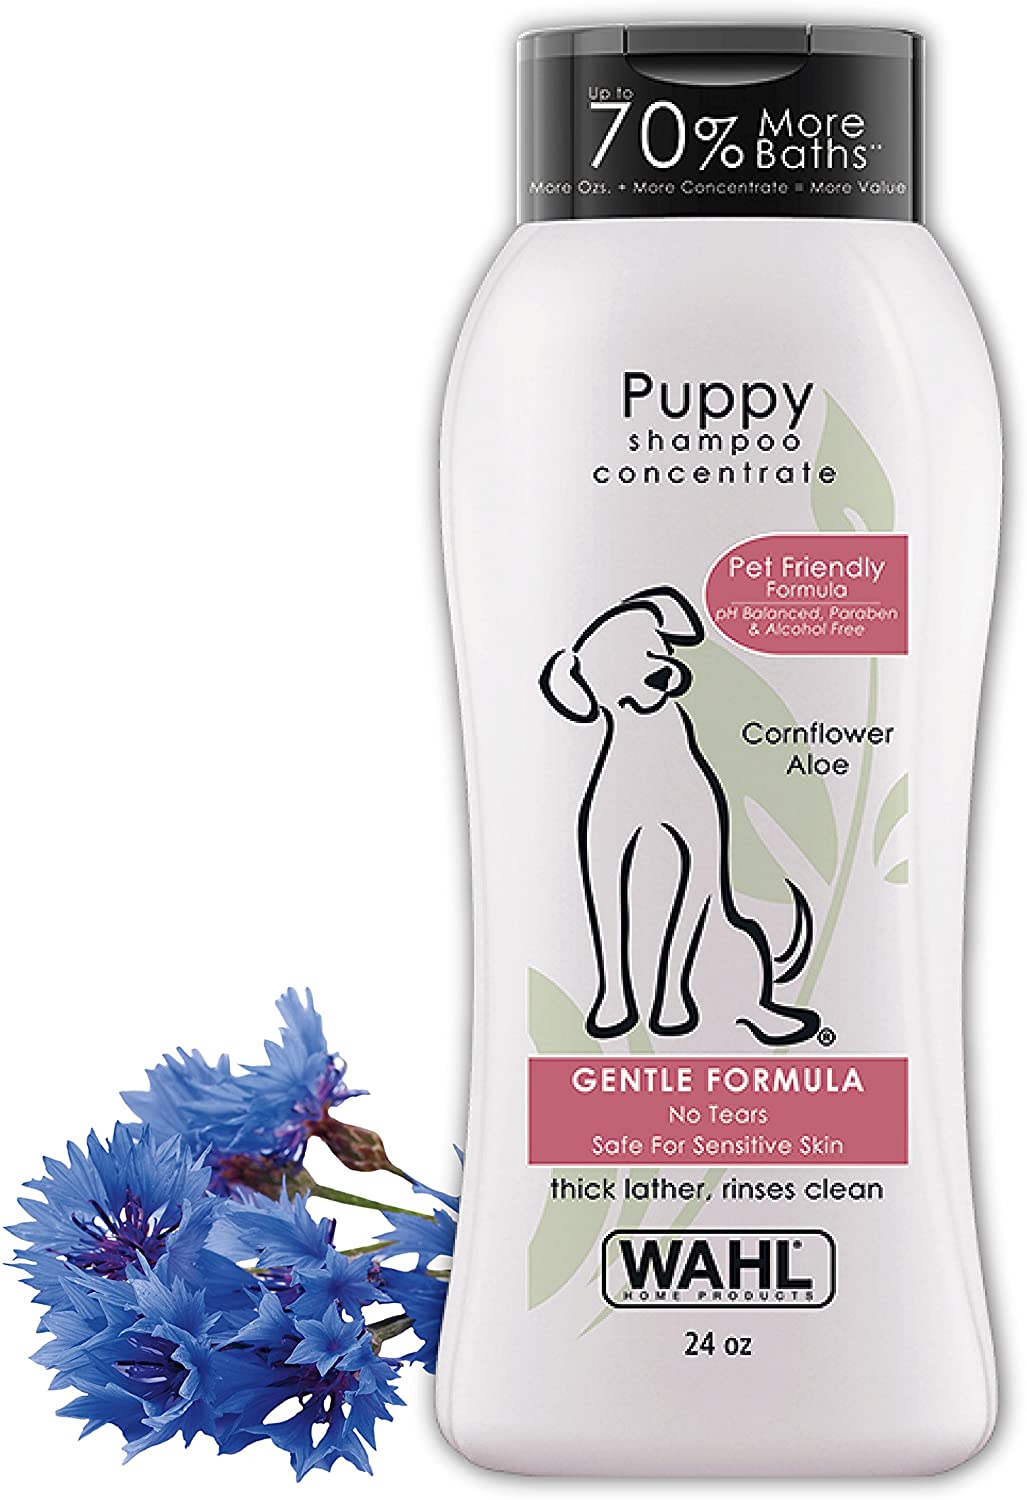 Up to
70% More
Baths**
More Ozs. + More Concentrate = More Value
Puppy
shampoo
concentrate
Pet Friendly
Formula
pH Balanced, Paraben
& Alcohol Free
Cornflower
Aloe
®
GENTLE FORMULA
No Tears
Safe For Sensitive Skin
thick lather, rinses clean
WAHL®
HOME PRODUCTS
24 oz